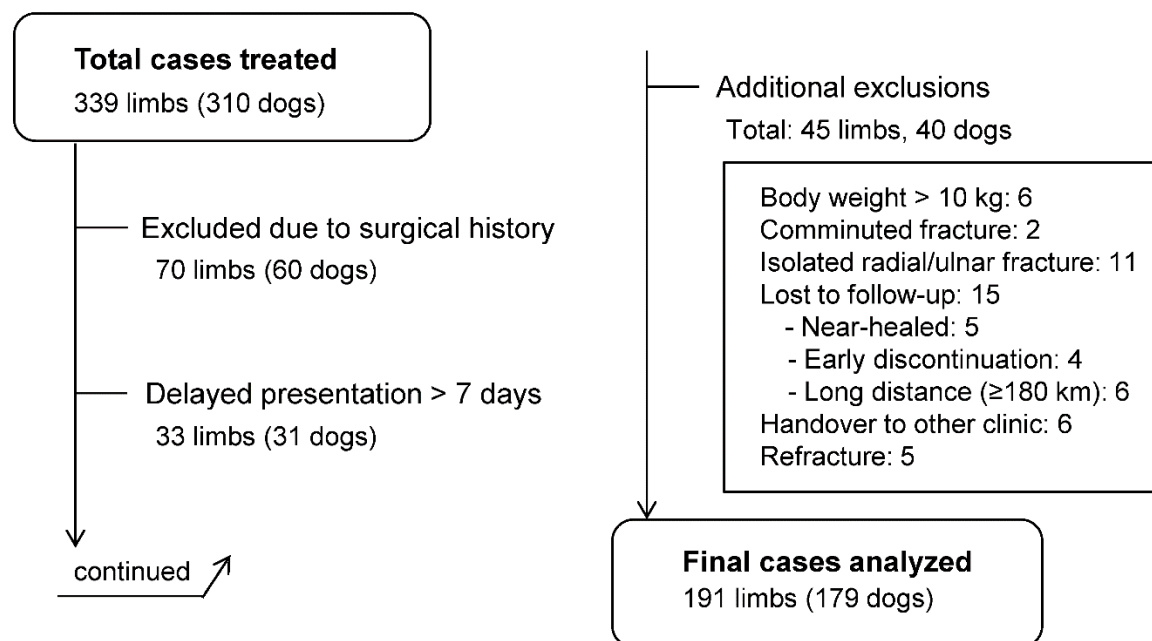 Total cases treated
339 limbs (310 dogs)
Excluded due to surgical history
70 limbs (60 dogs)
Delayed presentation > 7 days
33 limbs (31 dogs)
continued
Additional exclusions
Total: 45 limbs, 40 dogs
Body weight > 10 kg: 6
Comminuted fracture: 2
Isolated radial/ulnar fracture: 11
Lost to follow-up: 15
- Near-healed: 5
- Early discontinuation: 4
- Long distance (≥180 km): 6
Handover to other clinic: 6
Refracture: 5
Final cases analyzed
191 limbs (179 dogs)